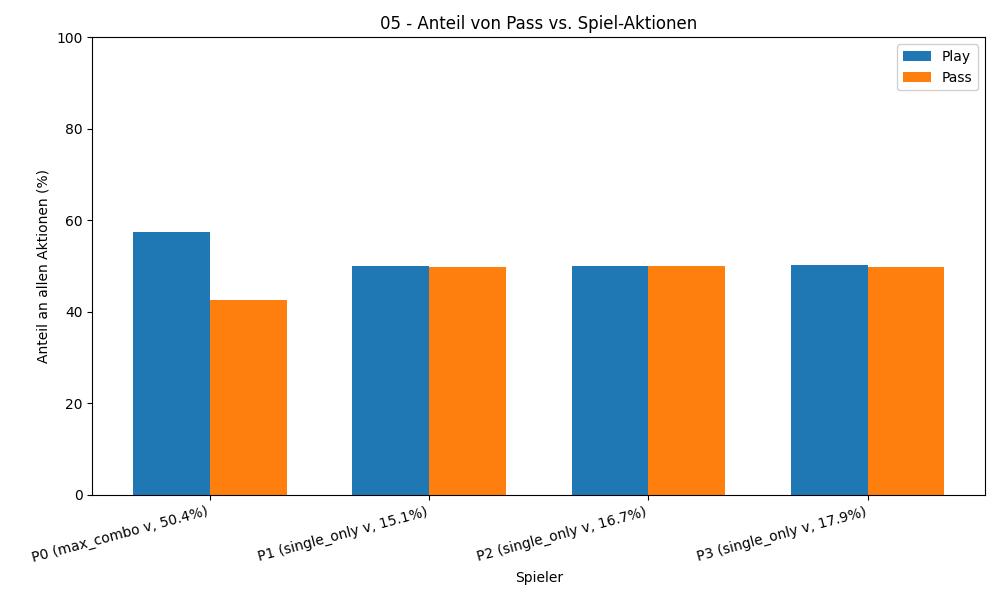 05 - Anteil von Pass vs. Spiel-Aktionen
Play
Pass
Anteil an allen Aktionen (%)
100
80
60
40
20
0
P0 (max_combo v, 50.4%)
P1 (single_only v, 15.1%)
P2 (single_only v, 16.7%)
P3 (single_only v, 17.9%)
Spieler